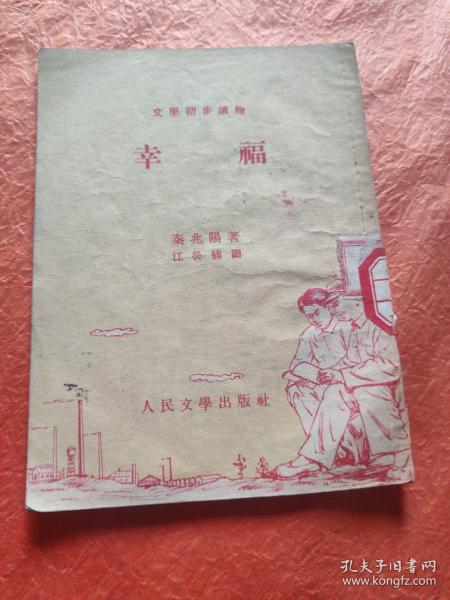 文學初步讀物
幸福
秦兆陽著
江熒插圖
人民文學出版社
孔夫子旧书网
www.kongfz.com